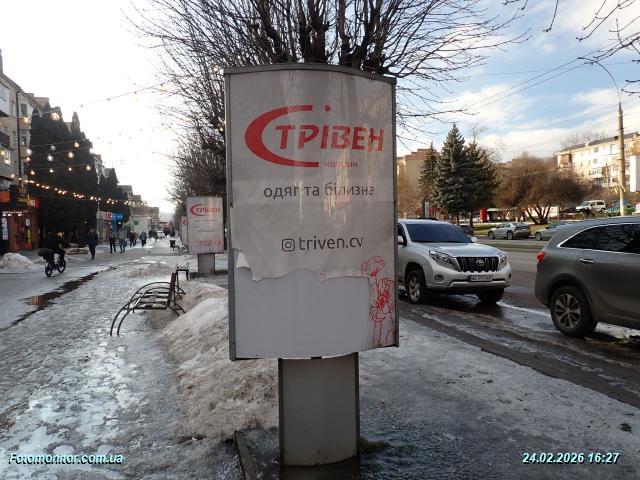 ТРІВЕН
магазин
одяг та білизна
triven.cv
Fotomonitor.com.ua
24.02.2026 16:27